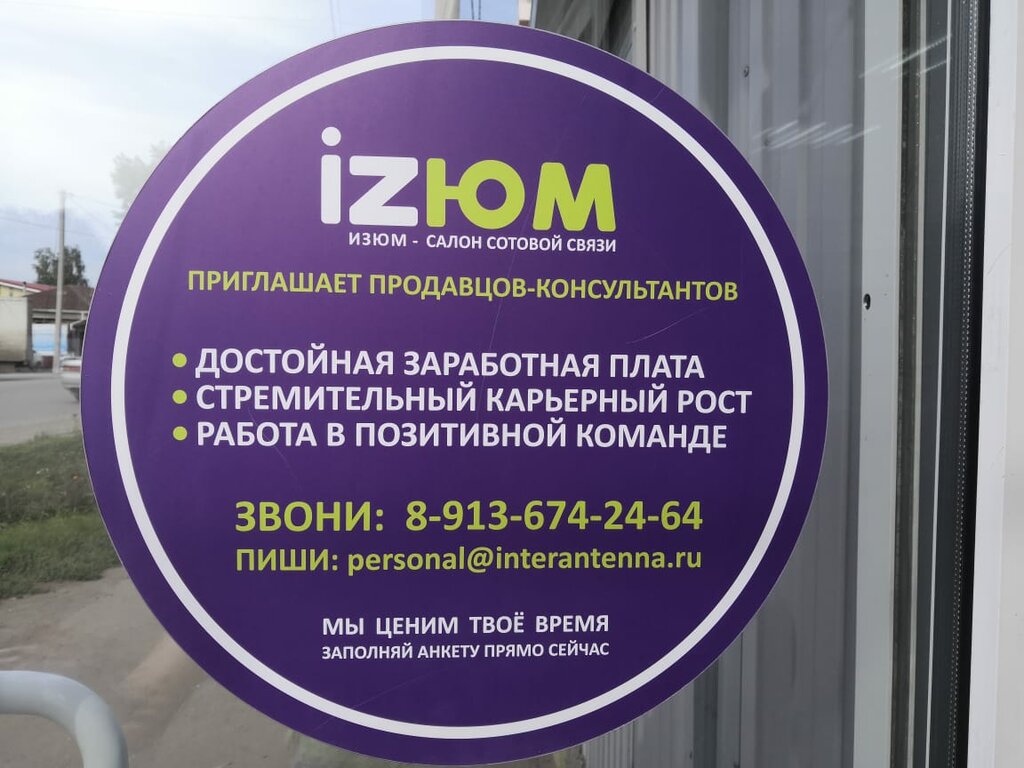 iZЮМ
ИЗЮМ - САЛОН СОТОВОЙ СВЯЗИ
ПРИГЛАШАЕТ ПРОДАВЦОВ-КОНСУЛЬТАНТОВ
• ДОСТОЙНАЯ ЗАРАБОТНАЯ ПЛАТА
• СТРЕМИТЕЛЬНЫЙ КАРЬЕРНЫЙ РОСТ
• РАБОТА В ПОЗИТИВНОЙ КОМАНДЕ
ЗВОНИ: 8-913-674-24-64
ПИШИ: personal@interantenna.ru
МЫ ЦЕНИМ ТВОЁ ВРЕМЯ
ЗАПОЛНЯЙ АНКЕТУ ПРЯМО СЕЙЧАС